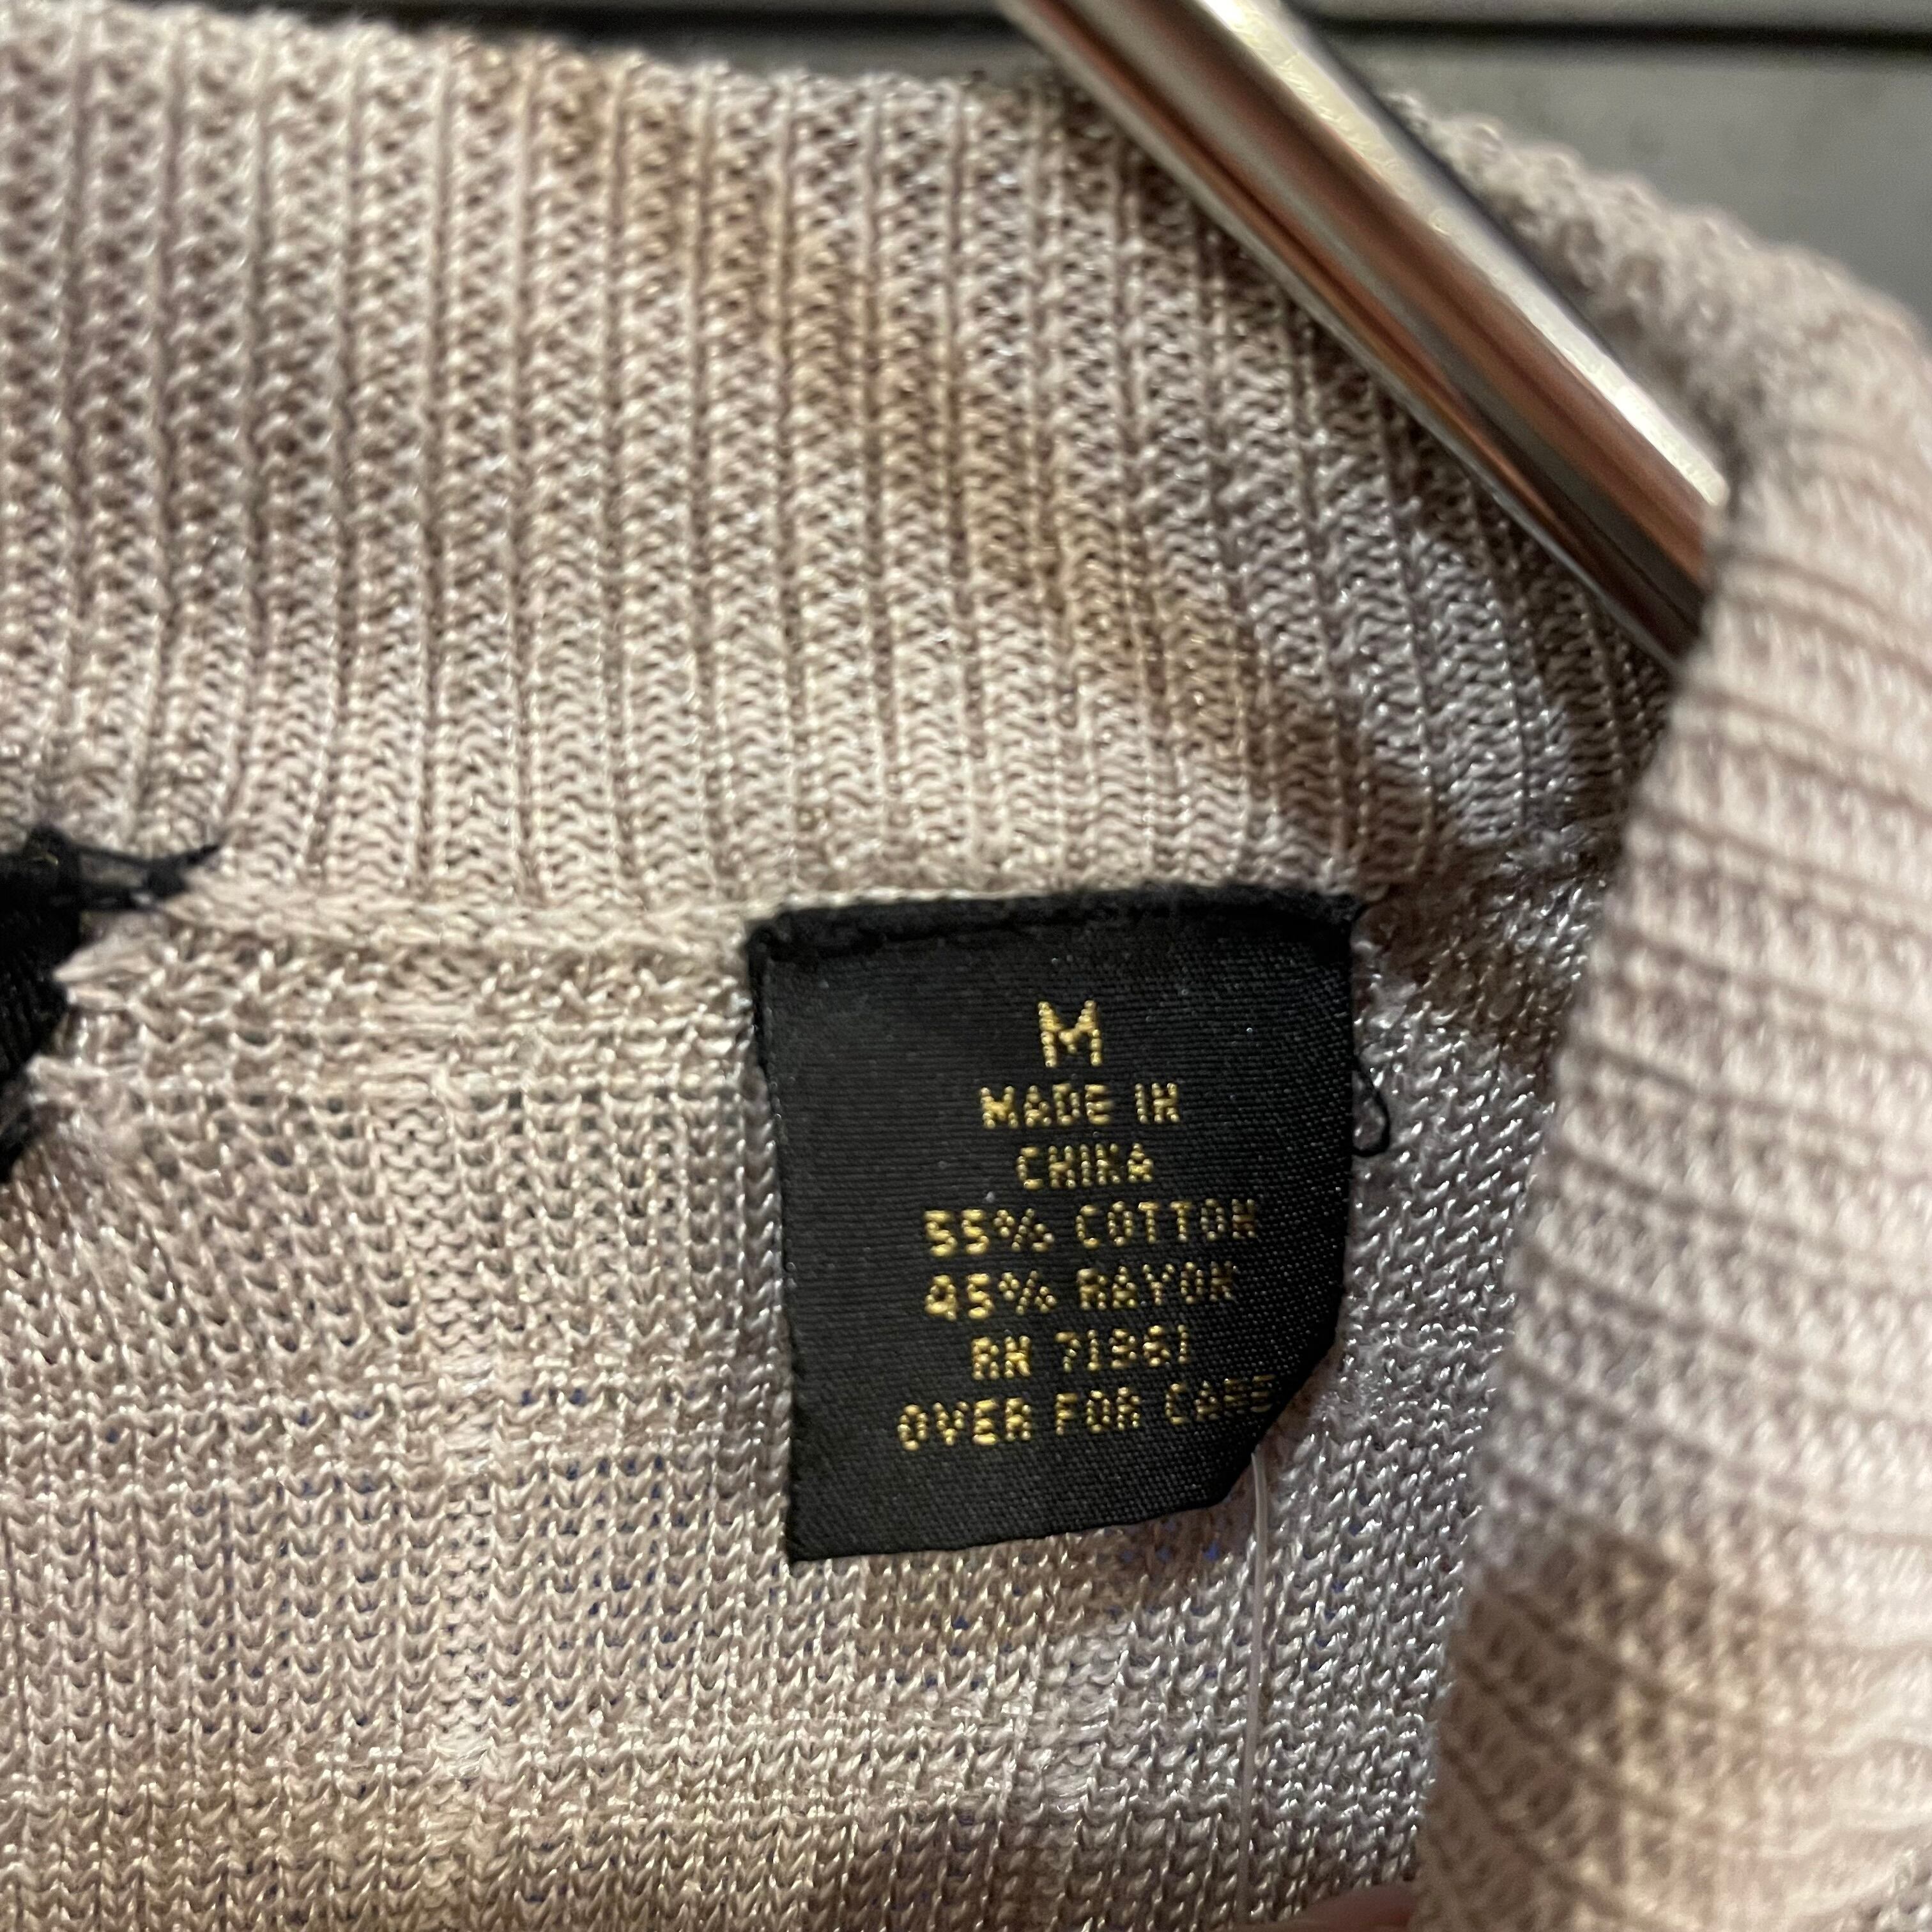 M
MADE IN
CHINA
55% COTTON
45% RAYON
RN 71961
OVER FOR CARE